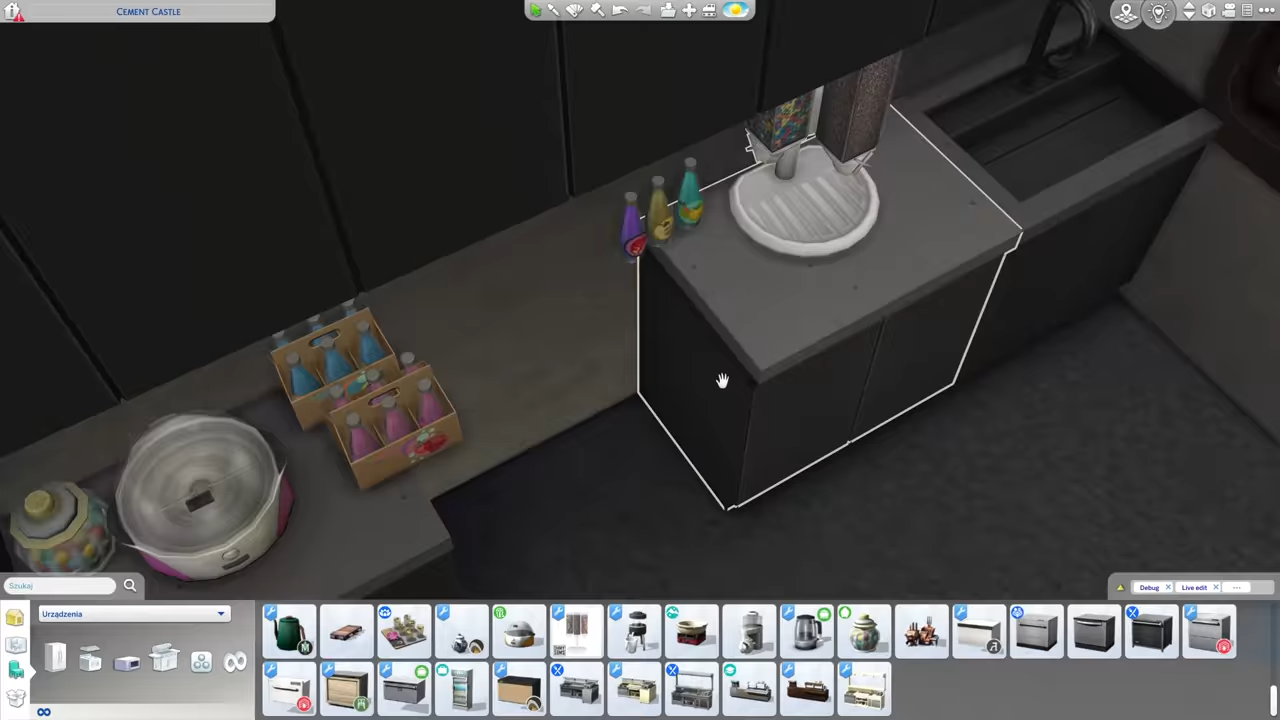 CEMENT CASTLE
Szukaj
Debug
Live edit
Urządzenia